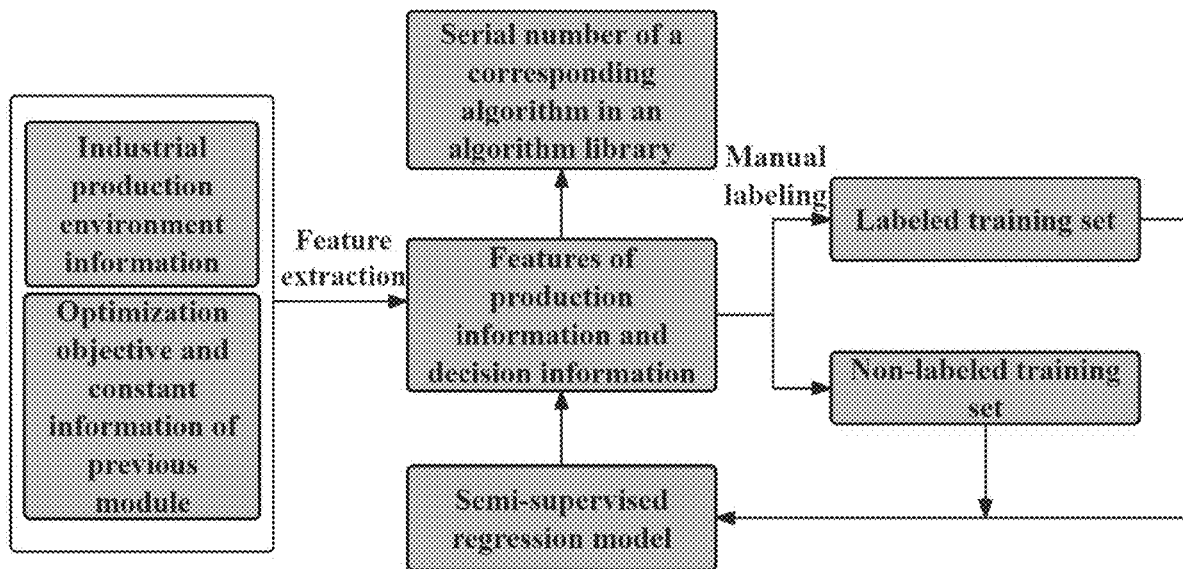 Serial number of a
corresponding
algorithm in an
algorithm library
Industrial
production
environment
information
Optimization
objective and
constant
information of
previous
module
Feature
extraction
Features of
production
information and
decision information
Manual
labeling
Labeled training set
Non-labeled training
set
Semi-supervised
regression model